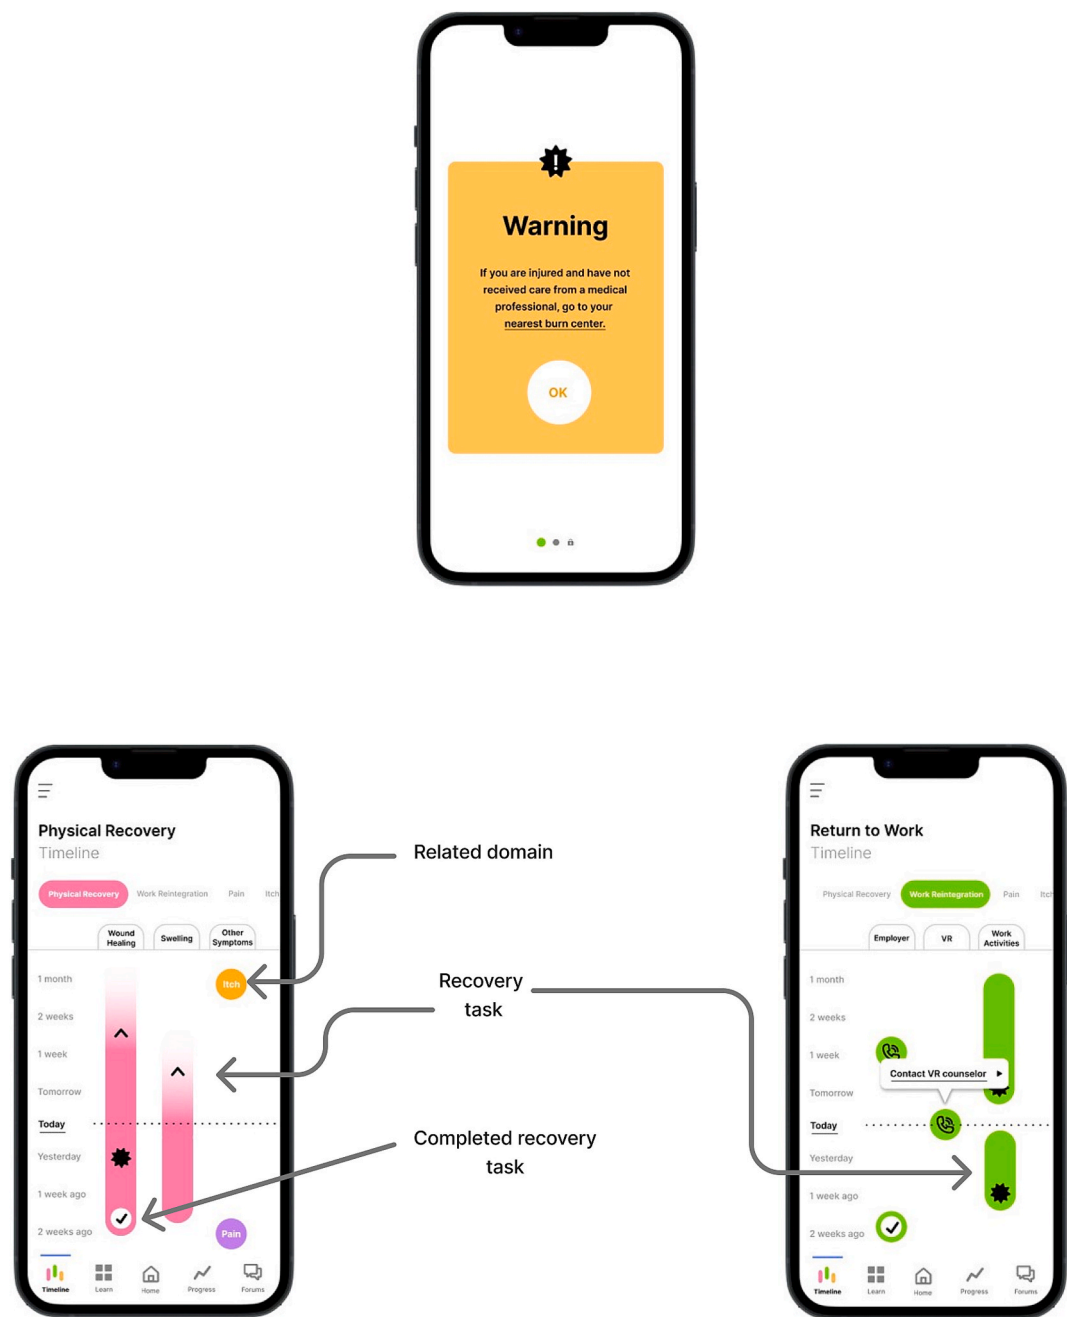 Warning
If you are injured and have not
received care from a medical
professional, go to your
nearest burn center.
OK
Physical Recovery
Timeline
Physical Recovery
Work Reintegration
Pain
Itch
Wound
Healing
Swelling
Other
Symptoms
1 month
Itch
2 weeks
1 week
Tomorrow
Today
Yesterday
1 week ago
2 weeks ago
Pain
Timeline
Learn
Home
Progress
Forums
Related domain
Recovery
task
Completed recovery
task
Return to Work
Timeline
Physical Recovery
Work Reintegration
Pain
Itc
Employer
VR
Work
Activities
1 month
2 weeks
1 week
Contact VR counselor
Tomorrow
Today
Yesterday
1 week ago
2 weeks ago
Timeline
Learn
Home
Progress
Forums